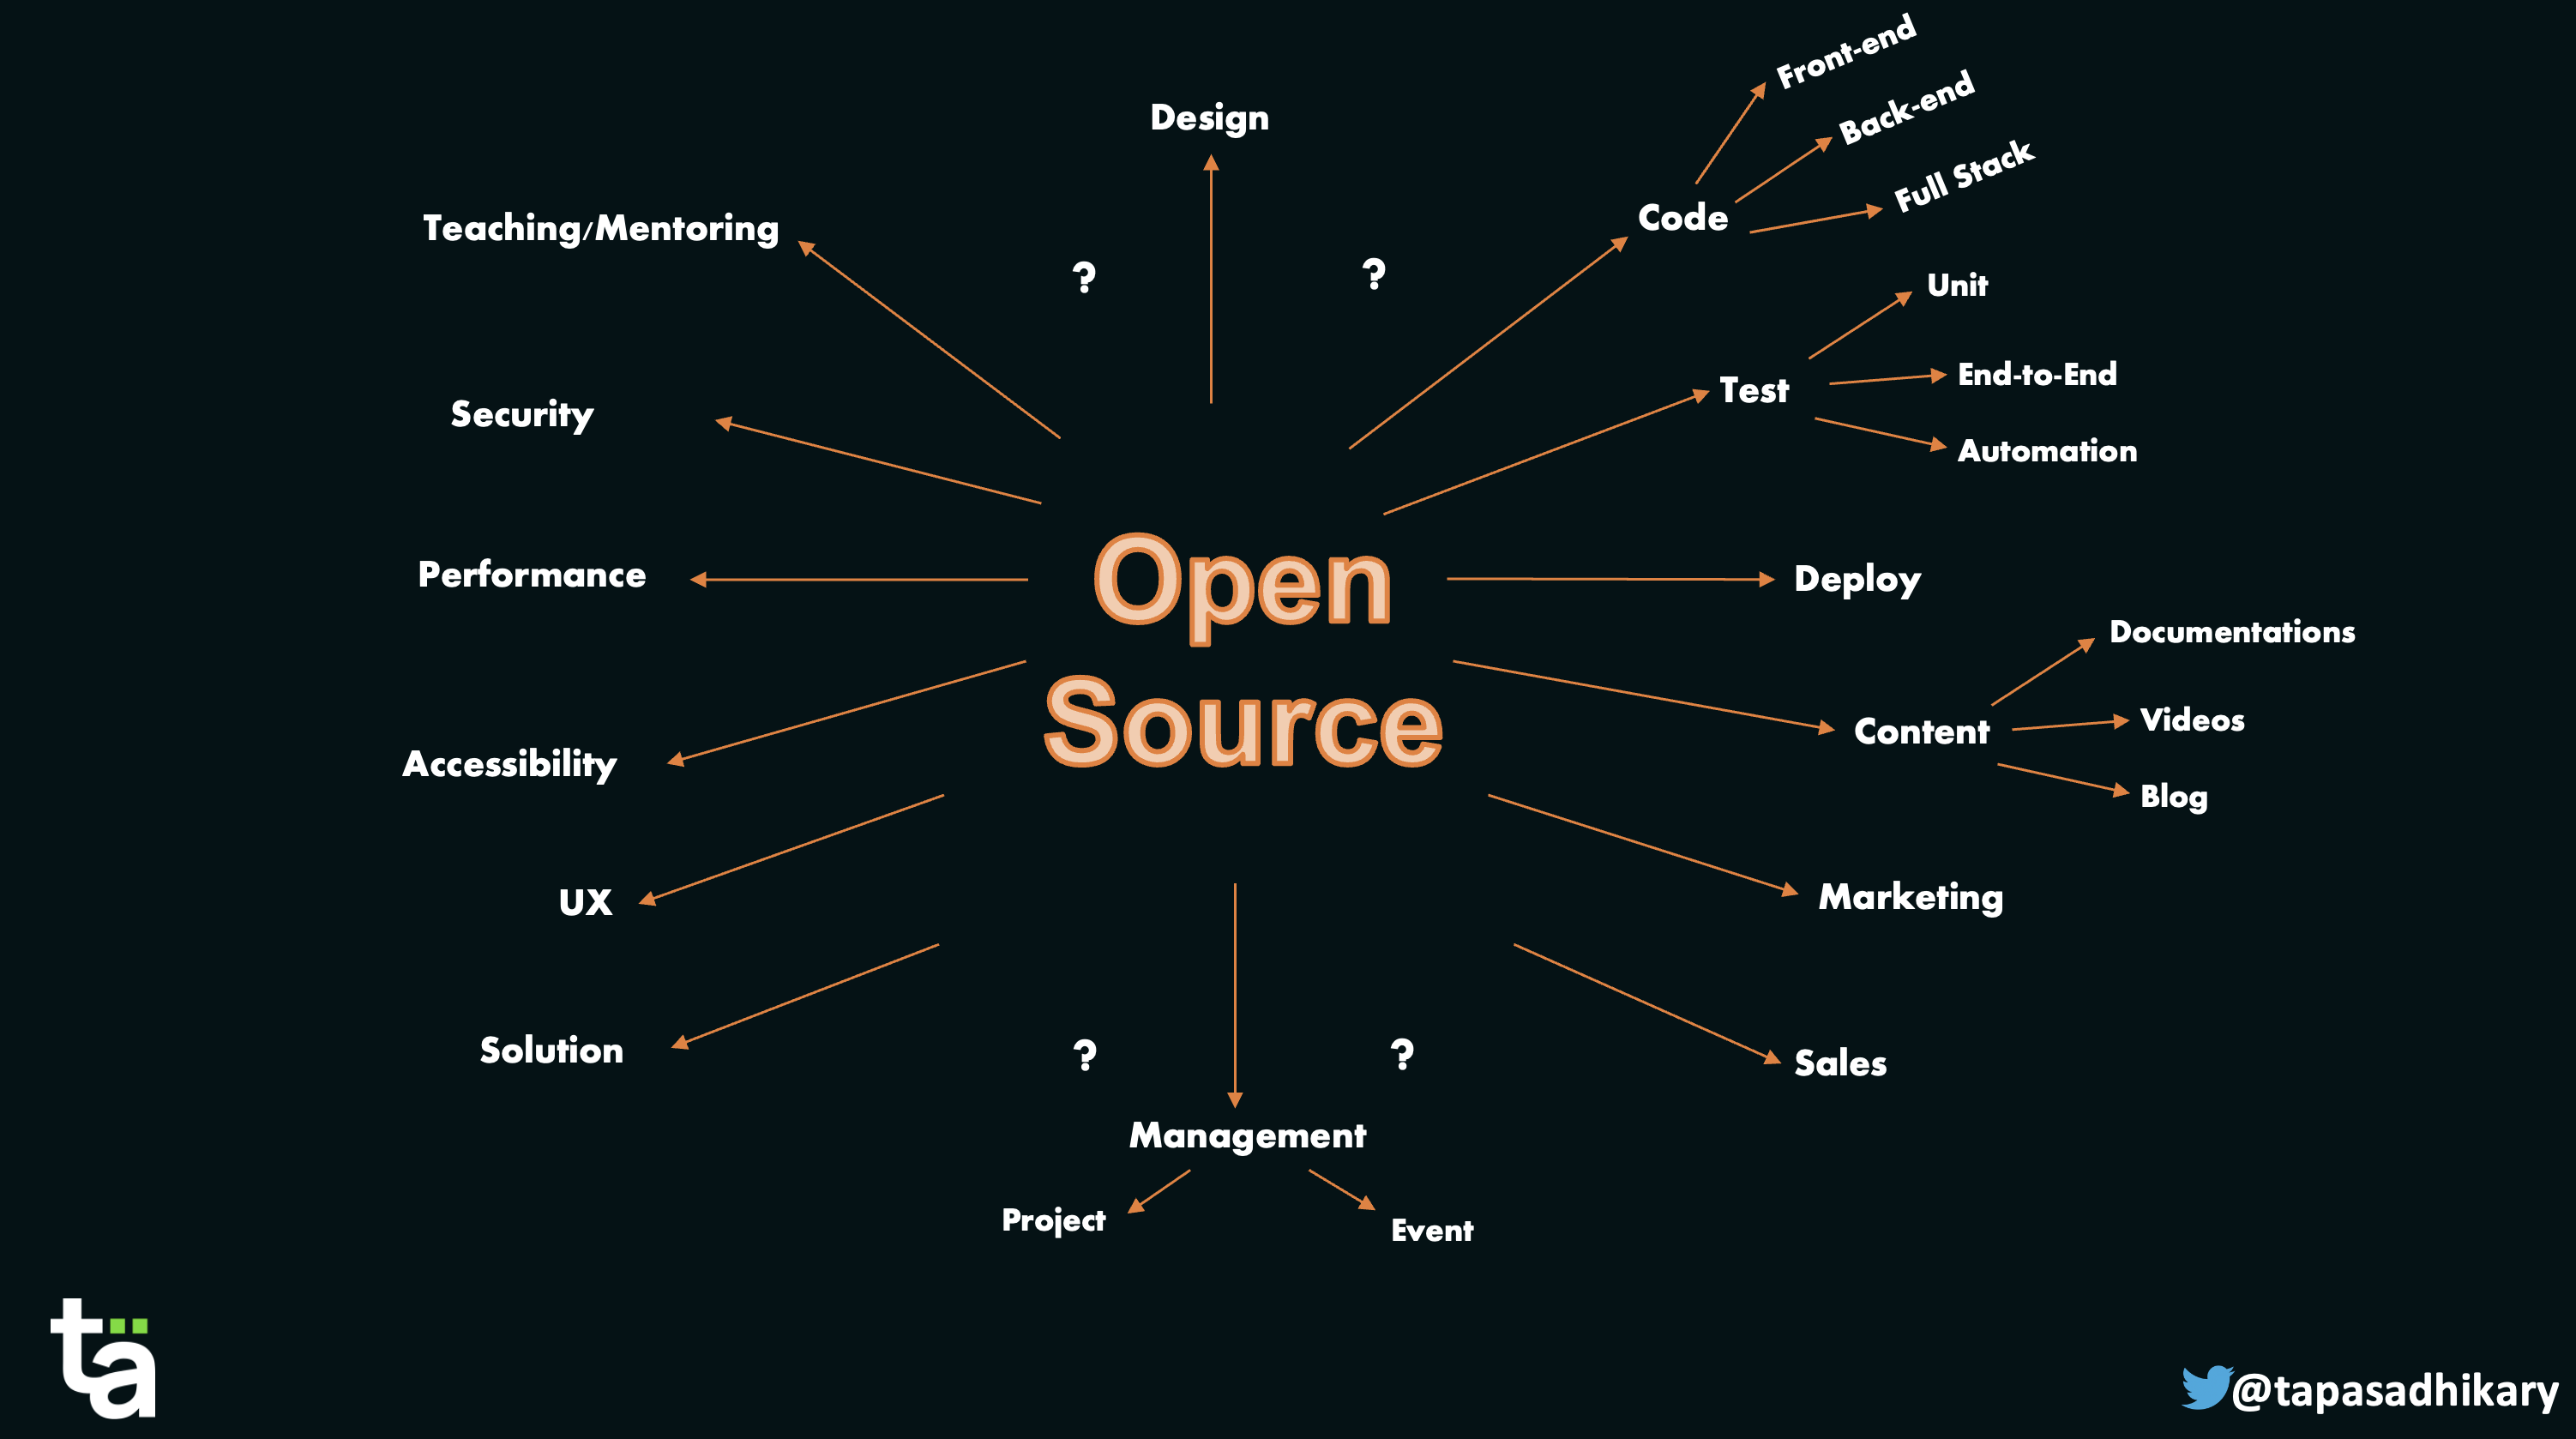 Front-end
Back-end
Design
Full Stack
Code
Teaching/Mentoring
?
?
Unit
End-to-End
Test
Security
Automation
Performance
Open
Deploy
Documentations
Source
Videos
Content
Accessibility
Blog
UX
Marketing
Solution
?
?
Sales
Management
Project
Event
ta
@tapasadhikary